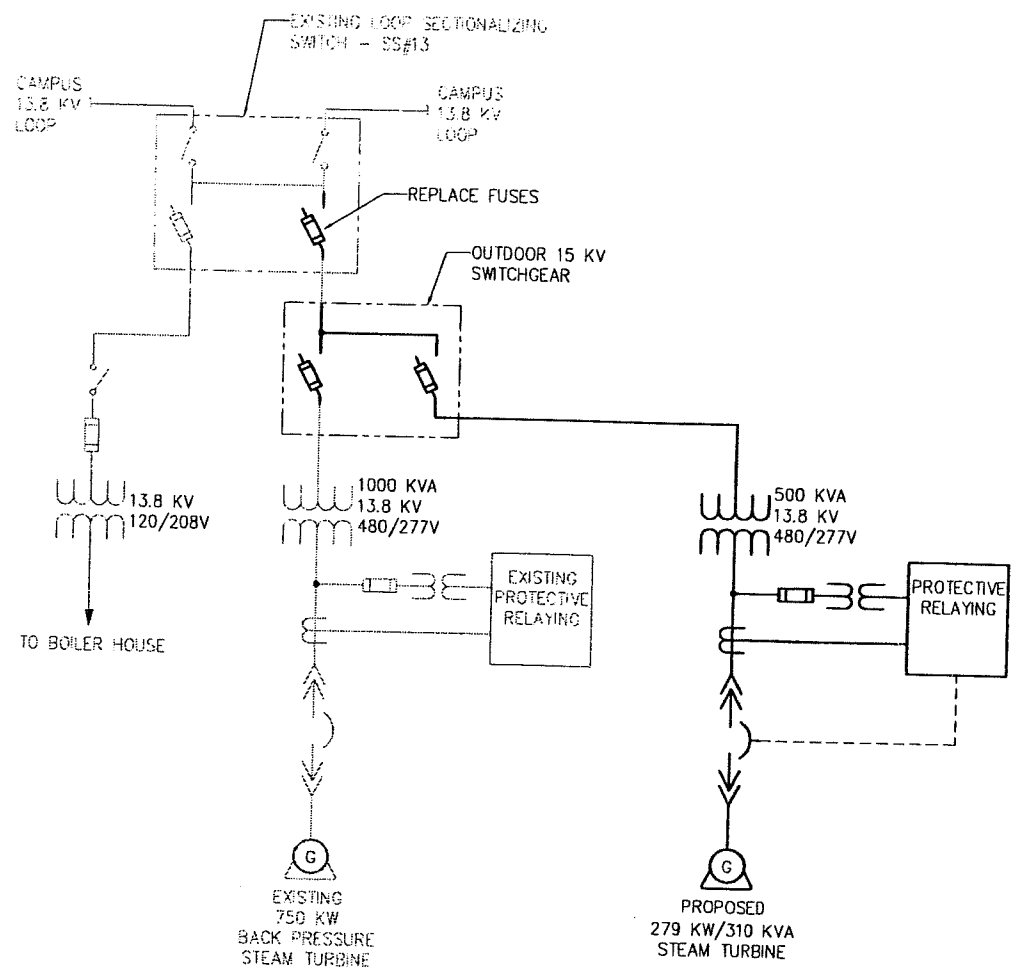 EXISTING LOOP SECTIONALIZING
SWITCH - SS#13
CAMPUS
13.8 KV
LOOP
CAMPUS
13.8 KV
LOOP
REPLACE FUSES
OUTDOOR 15 KV
SWITCHGEAR
13.8 KV
120/208V
1000 KVA
13.8 KV
480/277V
500 KVA
13.8 KV
480/277V
EXISTING
PROTECTIVE
RELAYING
PROTECTIVE
RELAYING
TO BOILER HOUSE
G
EXISTING
750 KW
BACK PRESSURE
STEAM TURBINE
G
PROPOSED
279 KW/310 KVA
STEAM TURBINE